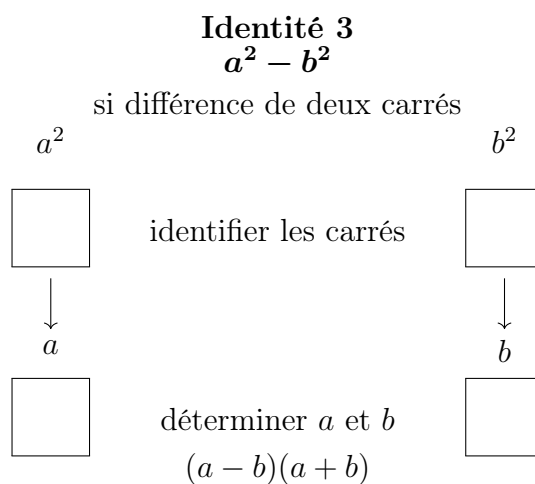 Identité 3
a² − b²
si différence de deux carrés
a² b²
identifier les carrés
a b
déterminer a et b
(a − b)(a + b)